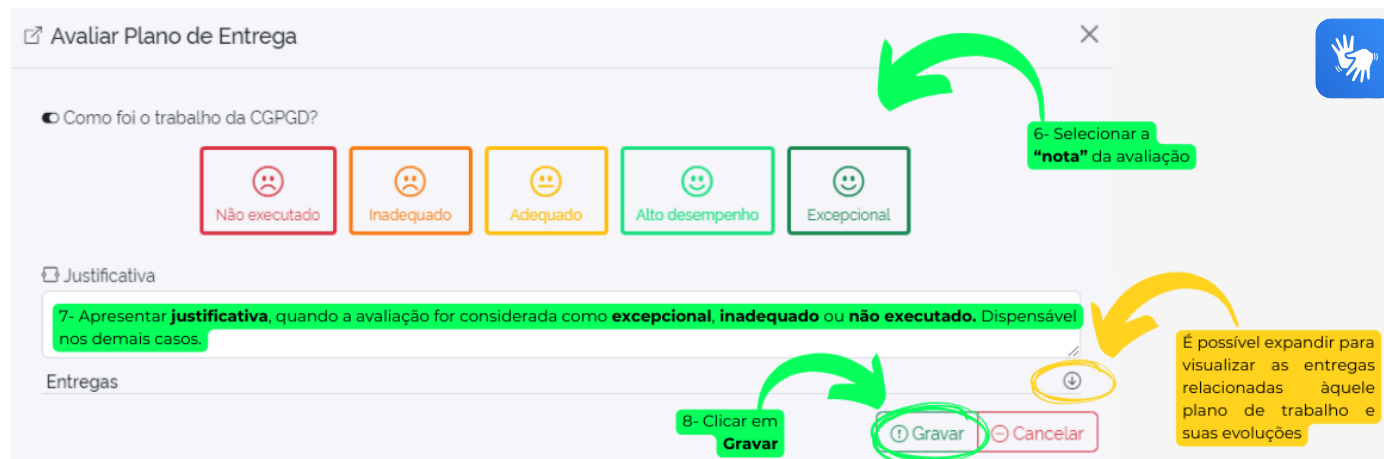 Avaliar Plano de Entrega
Como foi o trabalho da CGPGD?
6- Selecionar a
“nota” da avaliação
Não executado
Inadequado
Adequado
Alto desempenho
Excepcional
Justificativa
7- Apresentar justificativa, quando a avaliação for considerada como excepcional, inadequado ou não executado. Dispensável
nos demais casos.
Entregas
É possível expandir para
visualizar as entregas
relacionadas àquele
plano de trabalho e
suas evoluções
8- Clicar em
Gravar
Gravar
Cancelar